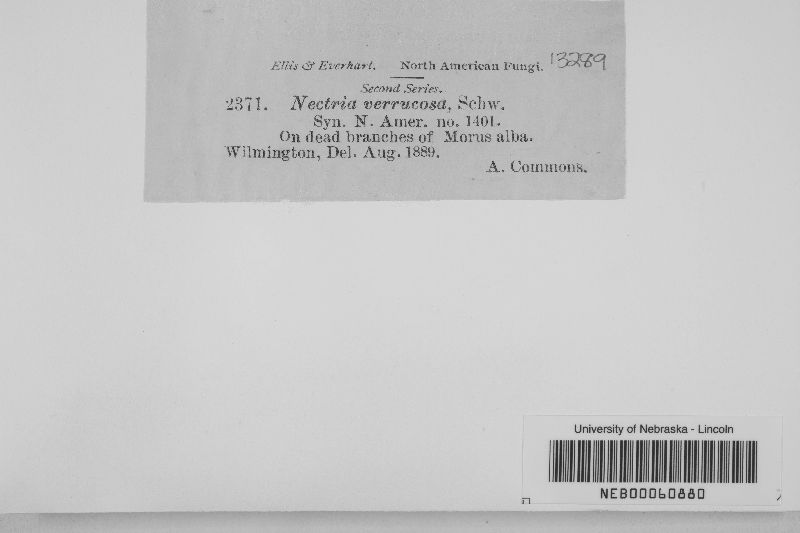 Ellis & Everhart. North American Fungi. 13289
Second Series.
2371. Nectria verrucosa, Schw.
Syn. N. Amer. no. 1401.
On dead branches of Morus alba.
Wilmington, Del. Aug. 1889.
A. Commons.
University of Nebraska - Lincoln
NEB00060880